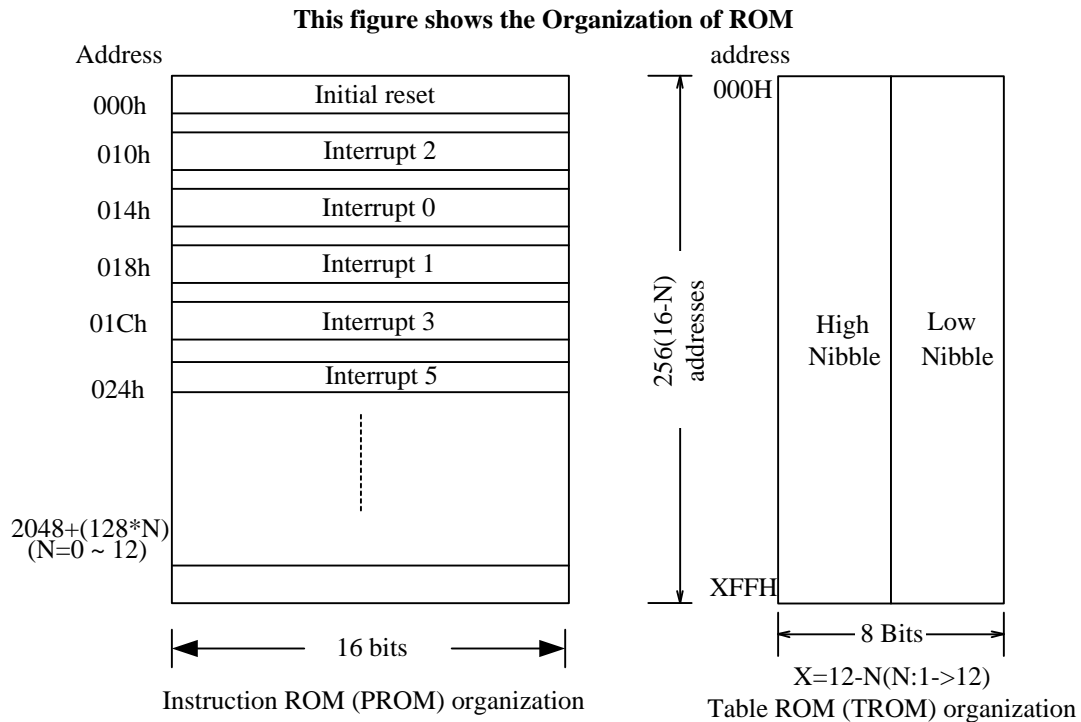 This figure shows the Organization of ROM
Address
000h
Initial reset
010h
Interrupt 2
014h
Interrupt 0
018h
Interrupt 1
01Ch
Interrupt 3
024h
Interrupt 5
2048+(128*N)
(N=0 ~ 12)
16 bits
Instruction ROM (PROM) organization
address
000H
256(16-N)
addresses
High
Nibble
Low
Nibble
XFFH
8 Bits
X=12-N(N:1->12)
Table ROM (TROM) organization